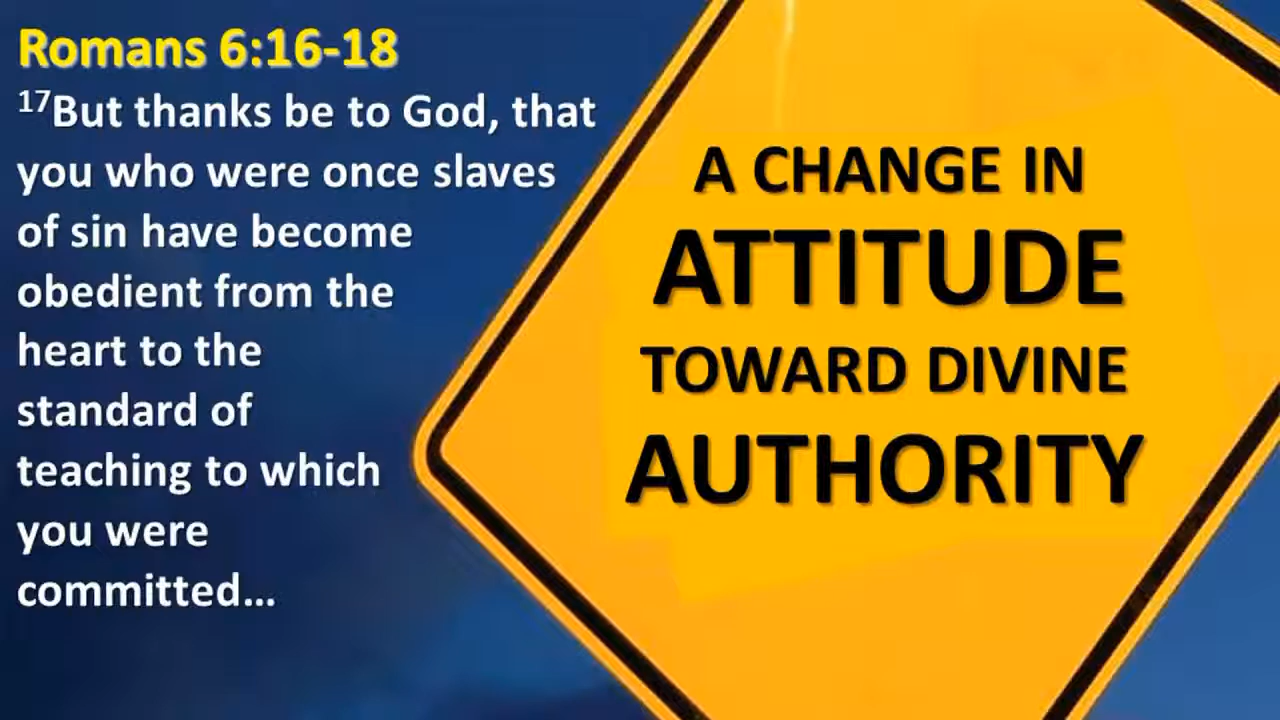 Romans 6:16-18
17But thanks be to God, that
you who were once slaves
of sin have become
obedient from the
heart to the
standard of
teaching to which
you were
committed…
A CHANGE IN
ATTITUDE
TOWARD DIVINE
AUTHORITY